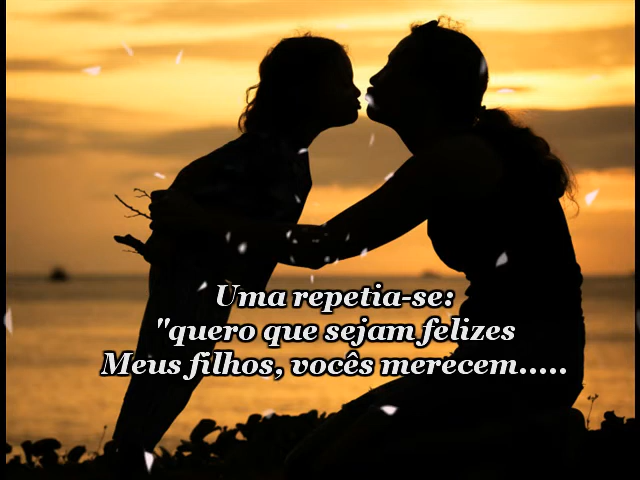 Uma repetia-se:
"quero que sejam felizes
Meus filhos, vocês merecem.....